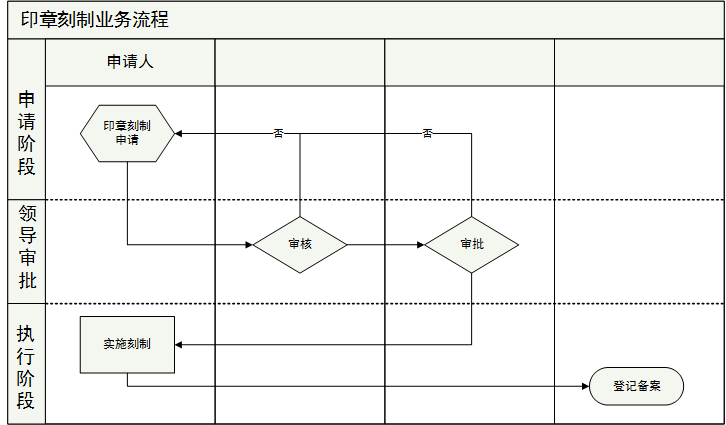 印章刻制业务流程
申请人
申请阶段
印章刻制
申请
否
否
领导审批
审核
审批
执行阶段
实施刻制
登记备案